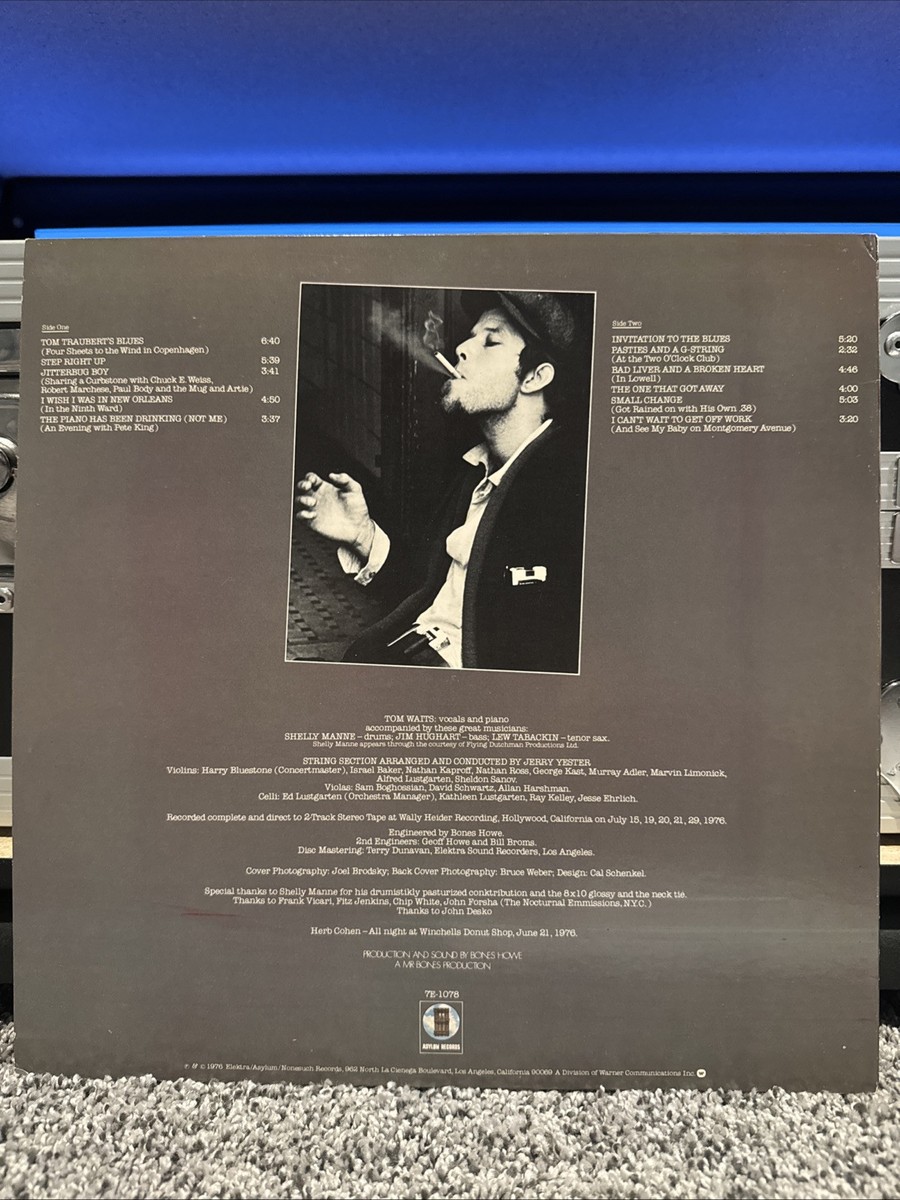 Side One
TOM TRAUBERT'S BLUES 6:40
(Four Sheets to the Wind in Copenhagen)
STEP RIGHT UP 5:39
JITTERBUG BOY 3:41
(Sharing a Curbstone with Chuck E. Weiss,
Robert Marchese, Paul Body and the Mug and Artie)
I WISH I WAS IN NEW ORLEANS 4:50
(In the Ninth Ward)
THE PIANO HAS BEEN DRINKING (NOT ME) 3:37
(An Evening with Pete King)
Side Two
INVITATION TO THE BLUES 5:20
PASTIES AND A G-STRING 2:32
(At the Two O'Clock Club)
BAD LIVER AND A BROKEN HEART 4:46
(In Lowell)
THE ONE THAT GOT AWAY 4:00
SMALL CHANGE 5:03
(Got Rained on with His Own .38)
I CAN'T WAIT TO GET OFF WORK 3:20
(And See My Baby on Montgomery Avenue)
TOM WAITS: vocals and piano
accompanied by these great musicians:
SHELLY MANNE – drums; JIM HUGHART – bass; LEW TABACKIN – tenor sax.
Shelly Manne appears through the courtesy of Flying Dutchman Productions Ltd.
STRING SECTION ARRANGED AND CONDUCTED BY JERRY YESTER
Violins: Harry Bluestone (Concertmaster), Israel Baker, Nathan Kaproff, Nathan Ross, George Kast, Murray Adler, Marvin Limonick,
Alfred Lustgarten, Sheldon Sanov.
Violas: Sam Boghossian, David Schwartz, Allan Harshman.
Celli: Ed Lustgarten (Orchestra Manager), Kathleen Lustgarten, Ray Kelley, Jesse Ehrlich.
Recorded complete and direct to 2-Track Stereo Tape at Wally Heider Recording, Hollywood, California on July 15, 19, 20, 21, 29, 1976.
Engineered by Bones Howe.
2nd Engineers: Geoff Howe and Bill Broms.
Disc Mastering: Terry Dunavan, Elektra Sound Recorders, Los Angeles.
Cover Photography: Joel Brodsky; Back Cover Photography: Bruce Weber; Design: Cal Schenkel.
Special thanks to Shelly Manne for his drumistikly pasturized conktribution and the 8x10 glossy and the neck tie.
Thanks to Frank Vicari, Fitz Jenkins, Chip White, John Forsha (The Nocturnal Emmissions, N.Y.C.)
Thanks to John Desko
Herb Cohen – All night at Winchells Donut Shop, June 21, 1976.
PRODUCTION AND SOUND BY BONES HOWE
A MR BONES PRODUCTION
7E-1078
ASYLUM RECORDS
℗ © 1976 Elektra/Asylum/Nonesuch Records, 962 North La Cienega Boulevard, Los Angeles, California 90069 A Division of Warner Communications Inc.